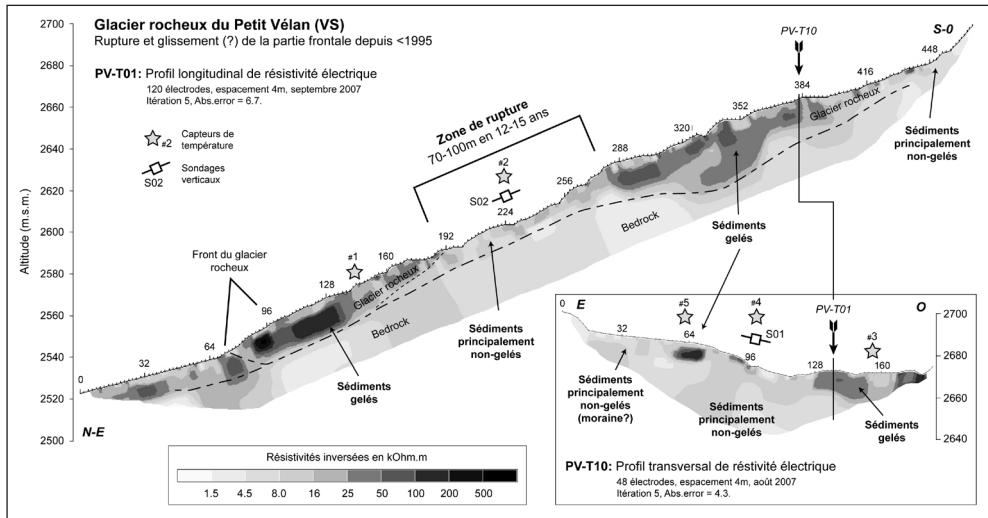 Glacier rocheux du Petit Vélan (VS)
Rupture et glissement (?) de la partie frontale depuis <1995
PV-T01: Profil longitudinal de résistivité électrique
120 électrodes, espacement 4m, septembre 2007
Itération 5, Abs.error = 6.7.
#2 Capteurs de
température
S02 Sondages
verticaux
Altitude (m.s.m.)
2700
2680
2660
2640
2620
2600
2580
2560
2540
2520
2500
Zone de rupture
70-100m en 12-15 ans
#2
S02
#1
Front du glacier
rocheux
0
32
64
96
128
160
192
224
256
288
320
352
384
416
448
PV-T10
S-O
N-E
Glacier rocheux
Glacier rocheux
Bedrock
Bedrock
Sédiments
principalement
non-gelés
Sédiments
gelés
Sédiments
principalement
non-gelés
Sédiments
gelés
Résistivités inversées en kOhm.m
1.5
4.5
8.0
16
25
50
100
200
500
E
PV-T01
O
#5
#4
#3
S01
0
32
64
96
128
160
2700
2680
2660
2640
Sédiments
principalement
non-gelés
(moraine?)
Sédiments
principalement
non-gelés
Sédiments
gelés
PV-T10: Profil transversal de réstivité électrique
48 électrodes, espacement 4m, août 2007
Itération 5, Abs.error = 4.3.